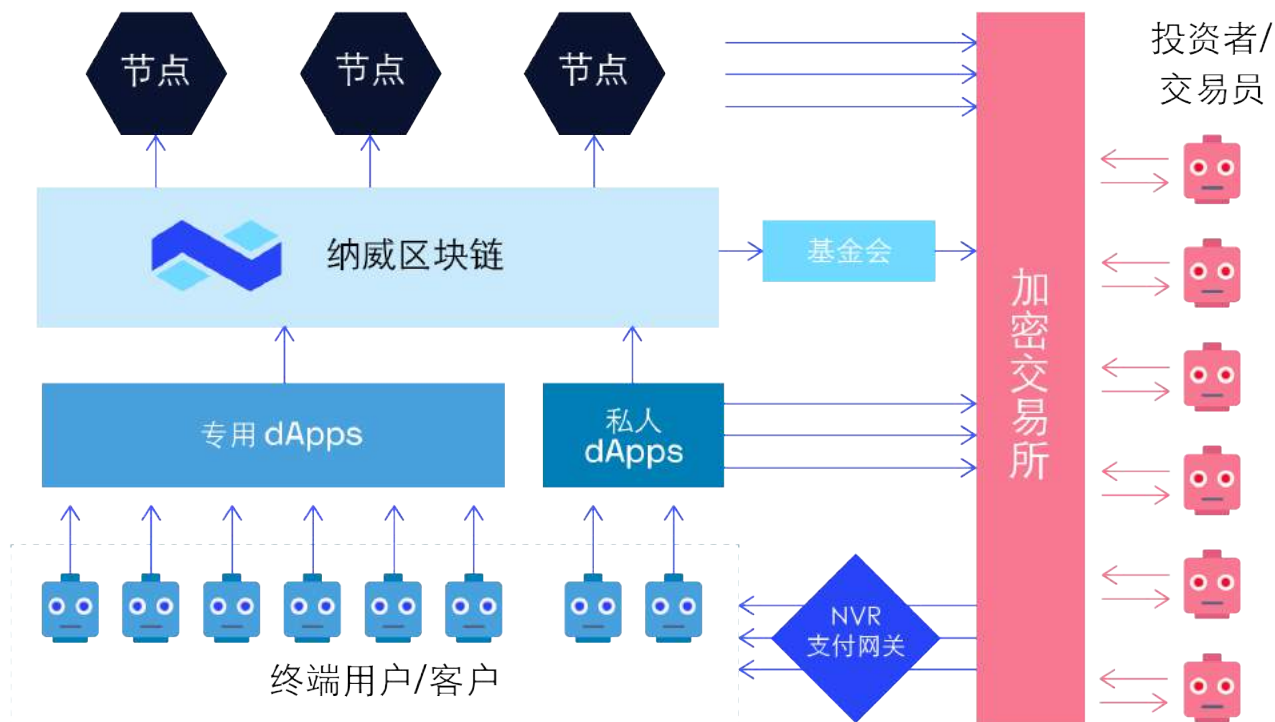 节点
节点
节点
投资者/
交易员
纳威区块链
基金会
加密交易所
专用 dApps
私人
dApps
NVR
支付网关
终端用户/客户